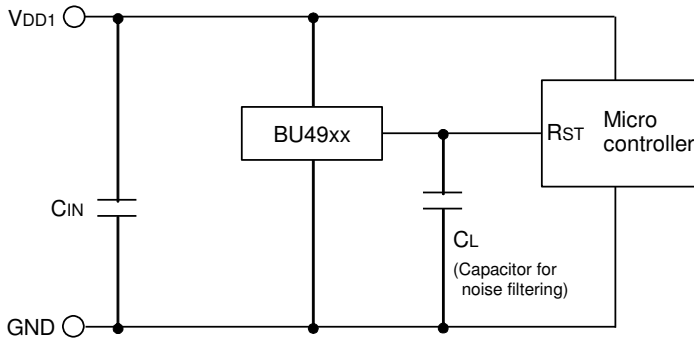 VDD1
BU49xx
RST
Micro
controller
CIN
CL
(Capacitor for
noise filtering)
GND